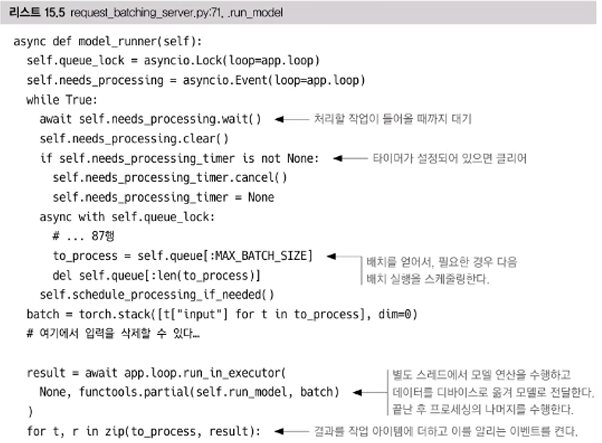 리스트 15.5 request_batching_server.py:71, .run_model
async def model_runner(self):
self.queue_lock = asyncio.Lock(loop=app.loop)
self.needs_processing = asyncio.Event(loop=app.loop)
while True:
await self.needs_processing.wait() 처리할 작업이 들어올 때까지 대기
self.needs_processing.clear()
if self.needs_processing_timer is not None: 타이머가 설정되어 있으면 클리어
self.needs_processing_timer.cancel()
self.needs_processing_timer = None
async with self.queue_lock:
# ... 87행
to_process = self.queue[:MAX_BATCH_SIZE] 배치를 얻어서, 필요한 경우 다음
del self.queue[:len(to_process)] 배치 실행을 스케줄링한다.
self.schedule_processing_if_needed()
batch = torch.stack([t["input"] for t in to_process], dim=0)
# 여기에서 입력을 삭제할 수 있다…
result = await app.loop.run_in_executor( 별도 스레드에서 모델 연산을 수행하고
None, functools.partial(self.run_model, batch) 데이터를 디바이스로 옮겨 모델로 전달한다.
) 끝난 후 프로세싱의 나머지를 수행한다.
for t, r in zip(to_process, result): 결과를 작업 아이템에 더하고 이를 알리는 이벤트를 켠다.